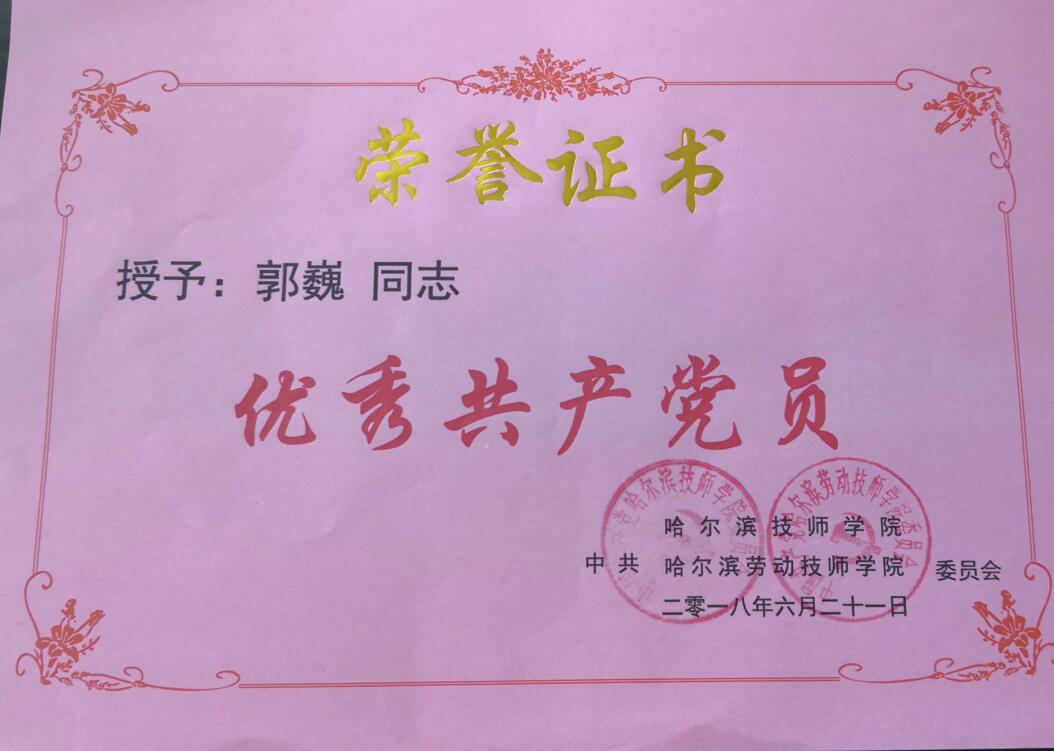 荣誉证书
授予：郭巍 同志
优秀共产党员
哈尔滨技师学院
中共 哈尔滨劳动技师学院 委员会
二零一八年六月二十一日